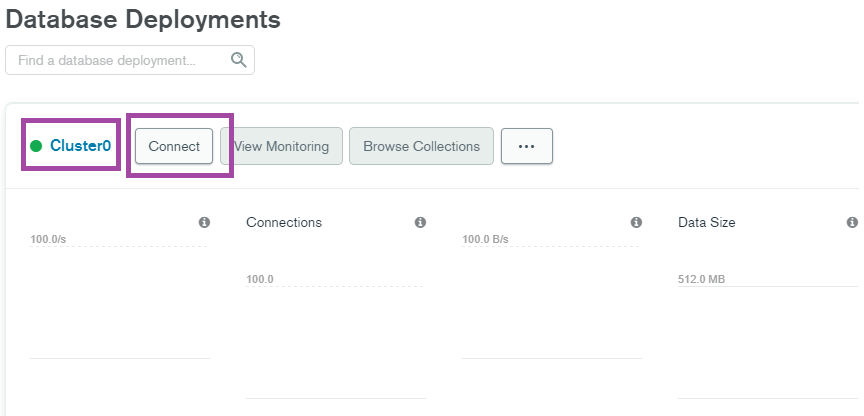 Database Deployments
Find a database deployment...
Cluster0
Connect
View Monitoring
Browse Collections
...
100.0/s
Connections
100.0
100.0 B/s
Data Size
512.0 MB